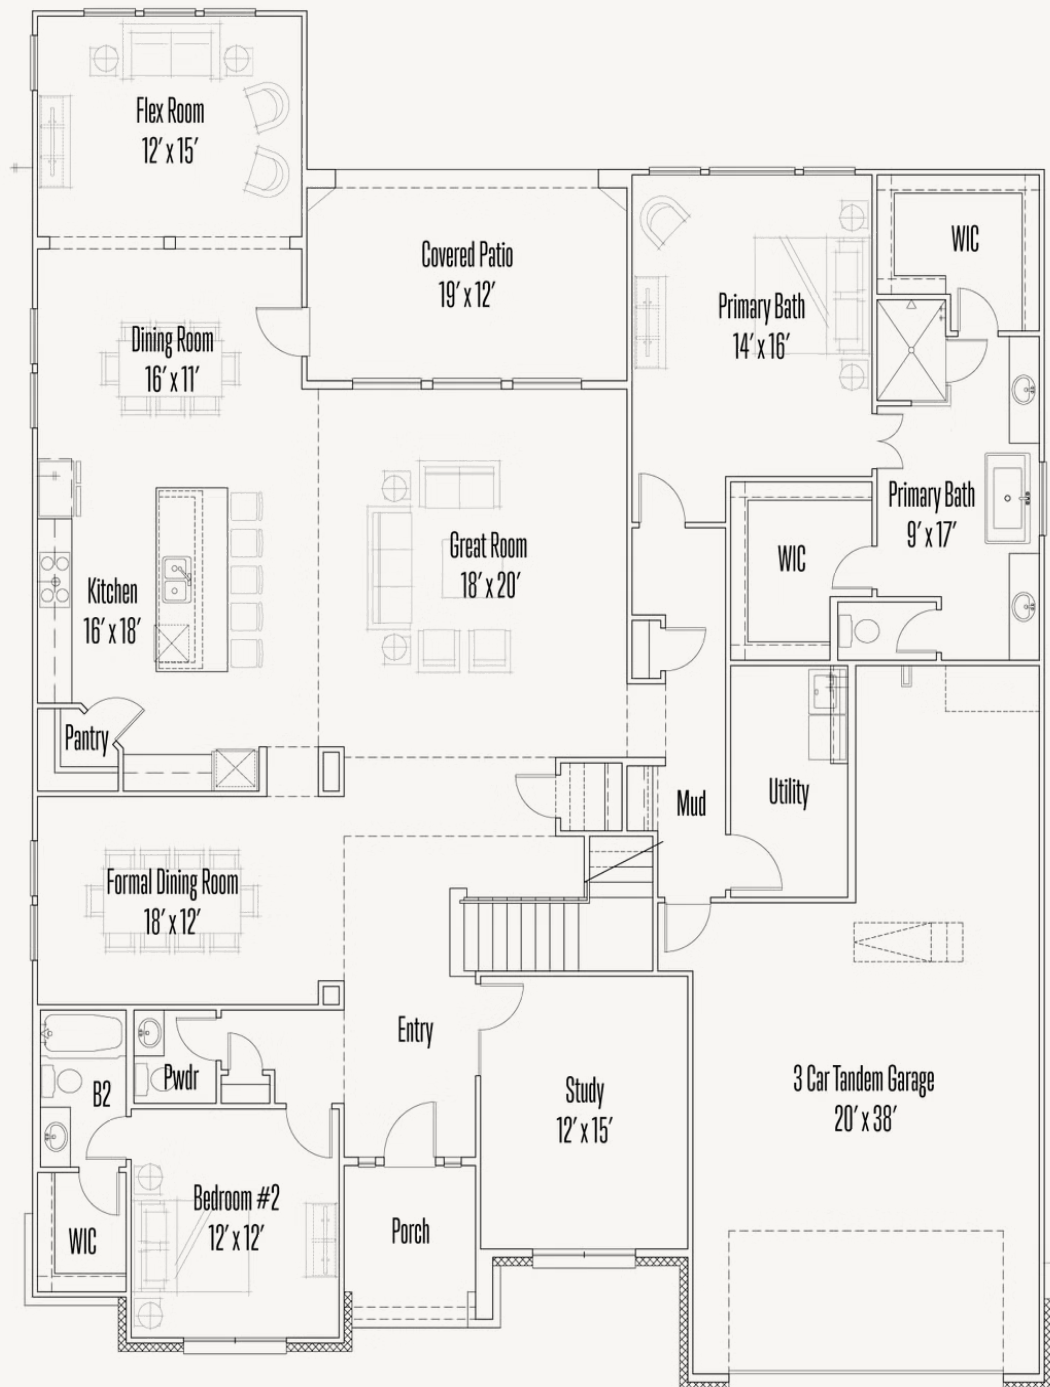 Flex Room
12' x 15'
Covered Patio
19' x 12'
WIC
Primary Bath
14' x 16'
Dining Room
16' x 11'
Primary Bath
9' x 17'
Great Room
18' x 20'
WIC
Kitchen
16' x 18'
Pantry
Mud
Utility
Formal Dining Room
18' x 12'
Entry
Pwdr
B2
Study
12' x 15'
3 Car Tandem Garage
20' x 38'
Bedroom #2
12' x 12'
WIC
Porch